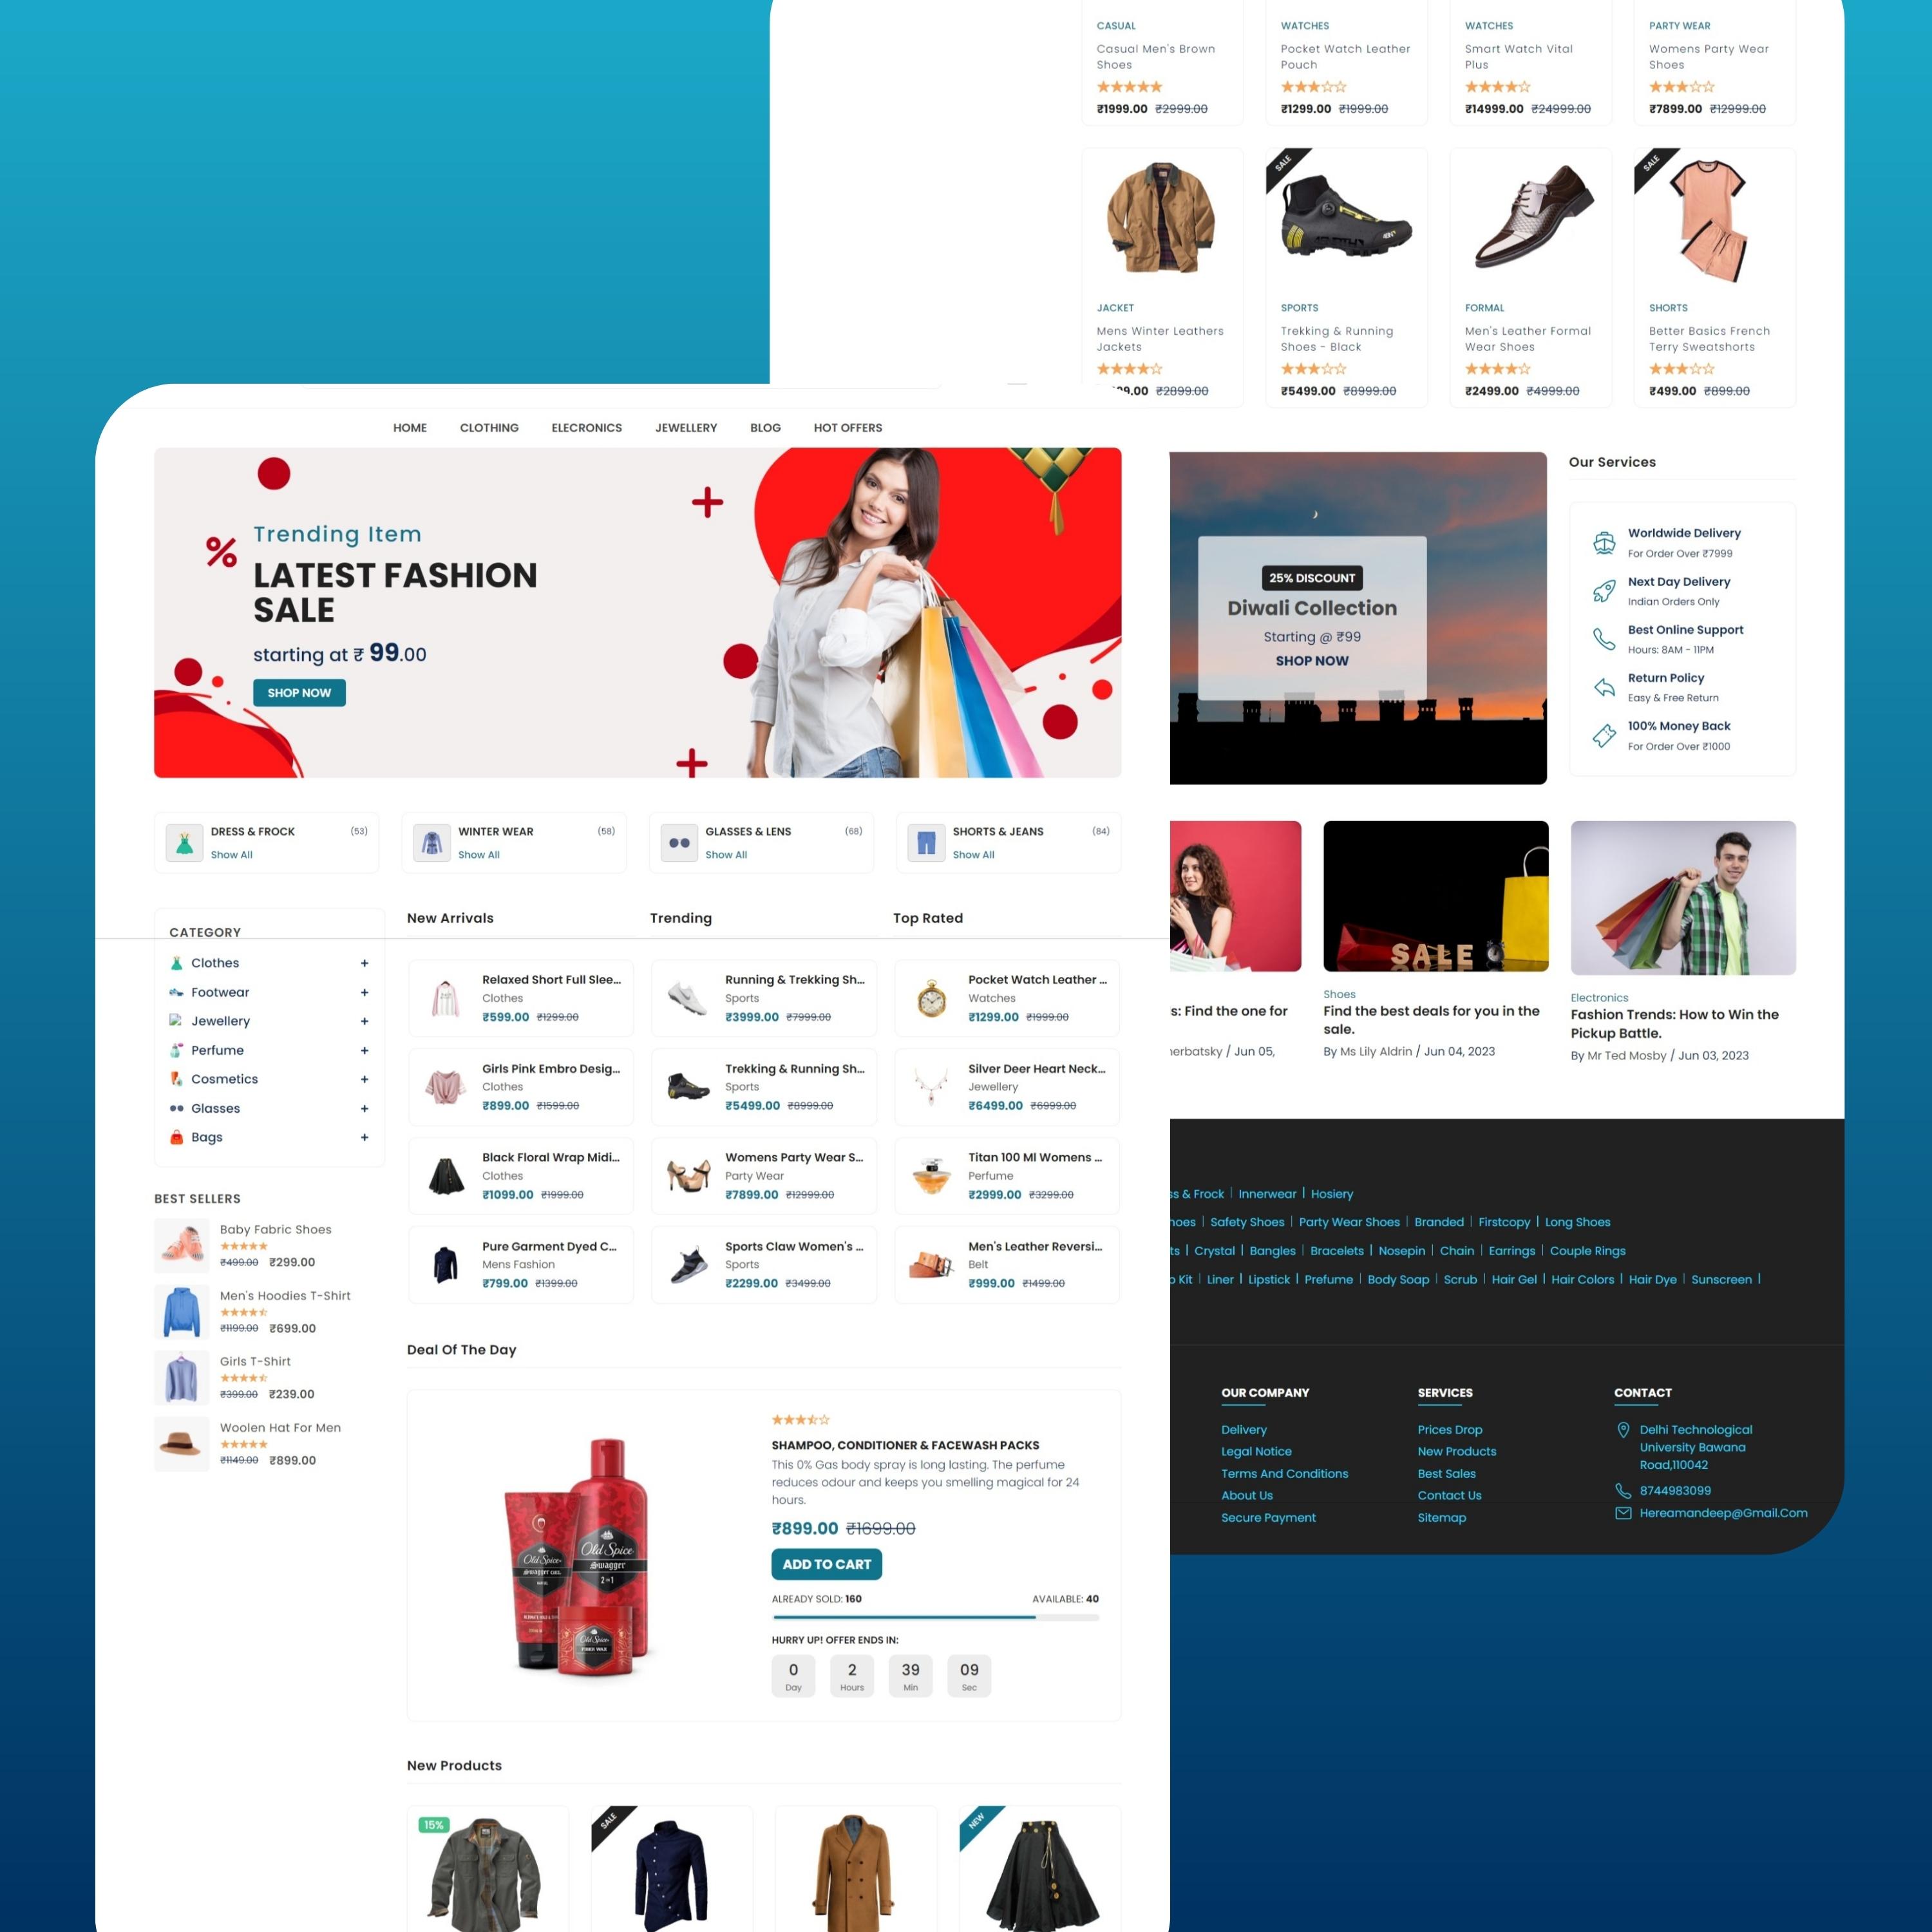 CASUAL
Casual Men's Brown
Shoes
₹1999.00 ₹2999.00
WATCHES
Pocket Watch Leather
Pouch
₹1299.00 ₹1999.00
WATCHES
Smart Watch Vital
Plus
₹14999.00 ₹24999.00
PARTY WEAR
Womens Party Wear
Shoes
₹7899.00 ₹12999.00
JACKET
Mens Winter Leathers
Jackets
₹2899.00
SALE
SPORTS
Trekking & Running
Shoes - Black
₹5499.00 ₹8999.00
FORMAL
Men's Leather Formal
Wear Shoes
₹2499.00 ₹4999.00
SALE
SHORTS
Better Basics French
Terry Sweatshorts
₹499.00 ₹899.00
HOME CLOTHING ELECRONICS JEWELLERY BLOG HOT OFFERS
%
Trending Item
LATEST FASHION
SALE
starting at ₹ 99.00
SHOP NOW
DRESS & FROCK (53)
Show All
WINTER WEAR (58)
Show All
GLASSES & LENS (68)
Show All
SHORTS & JEANS (84)
Show All
CATEGORY
Clothes +
Footwear +
Jewellery +
Perfume +
Cosmetics +
Glasses +
Bags +
BEST SELLERS
Baby Fabric Shoes
₹499.00 ₹299.00
Men's Hoodies T-Shirt
₹1199.00 ₹699.00
Girls T-Shirt
₹399.00 ₹239.00
Woolen Hat For Men
₹1149.00 ₹899.00
New Arrivals
Relaxed Short Full Slee...
Clothes
₹599.00 ₹1299.00
Girls Pink Embro Desig...
Clothes
₹899.00 ₹1599.00
Black Floral Wrap Midi...
Clothes
₹1099.00 ₹1999.00
Pure Garment Dyed C...
Mens Fashion
₹799.00 ₹1399.00
Trending
Running & Trekking Sh...
Sports
₹3999.00 ₹7999.00
Trekking & Running Sh...
Sports
₹5499.00 ₹8999.00
Womens Party Wear S...
Party Wear
₹7899.00 ₹12999.00
Sports Claw Women's ...
Sports
₹2299.00 ₹3499.00
Top Rated
Pocket Watch Leather ...
Watches
₹1299.00 ₹1999.00
Silver Deer Heart Neck...
Jewellery
₹6499.00 ₹6999.00
Titan 100 Ml Womens ...
Perfume
₹2999.00 ₹3299.00
Men's Leather Reversi...
Belt
₹999.00 ₹1499.00
Deal Of The Day
Old Spice
Swagger GEL
Old Spice
Swagger
2 in 1
Old Spice
FIBER WAX
SHAMPOO, CONDITIONER & FACEWASH PACKS
This 0% Gas body spray is long lasting. The perfume
reduces odour and keeps you smelling magical for 24
hours.
₹899.00 ₹1699.00
ADD TO CART
ALREADY SOLD: 160 AVAILABLE: 40
HURRY UP! OFFER ENDS IN:
0 2 39 09
Day Hours Min Sec
New Products
15%
SALE
NEW
25% DISCOUNT
Diwali Collection
Starting @ ₹99
SHOP NOW
Our Services
Worldwide Delivery
For Order Over ₹7999
Next Day Delivery
Indian Orders Only
Best Online Support
Hours: 8AM - 11PM
Return Policy
Easy & Free Return
100% Money Back
For Order Over ₹1000
s: Find the one for
erbatsky / Jun 05,
SALE
Shoes
Find the best deals for you in the
sale.
By Ms Lily Aldrin / Jun 04, 2023
Electronics
Fashion Trends: How to Win the
Pickup Battle.
By Mr Ted Mosby / Jun 03, 2023
ss & Frock | Innerwear | Hosiery
hoes | Safety Shoes | Party Wear Shoes | Branded | Firstcopy | Long Shoes
ts | Crystal | Bangles | Bracelets | Nosepin | Chain | Earrings | Couple Rings
Kit | Liner | Lipstick | Prefume | Body Soap | Scrub | Hair Gel | Hair Colors | Hair Dye | Sunscreen |
OUR COMPANY
Delivery
Legal Notice
Terms And Conditions
About Us
Secure Payment
SERVICES
Prices Drop
New Products
Best Sales
Contact Us
Sitemap
CONTACT
Delhi Technological
University Bawana
Road,110042
8744983099
Hereamandeep@Gmail.Com